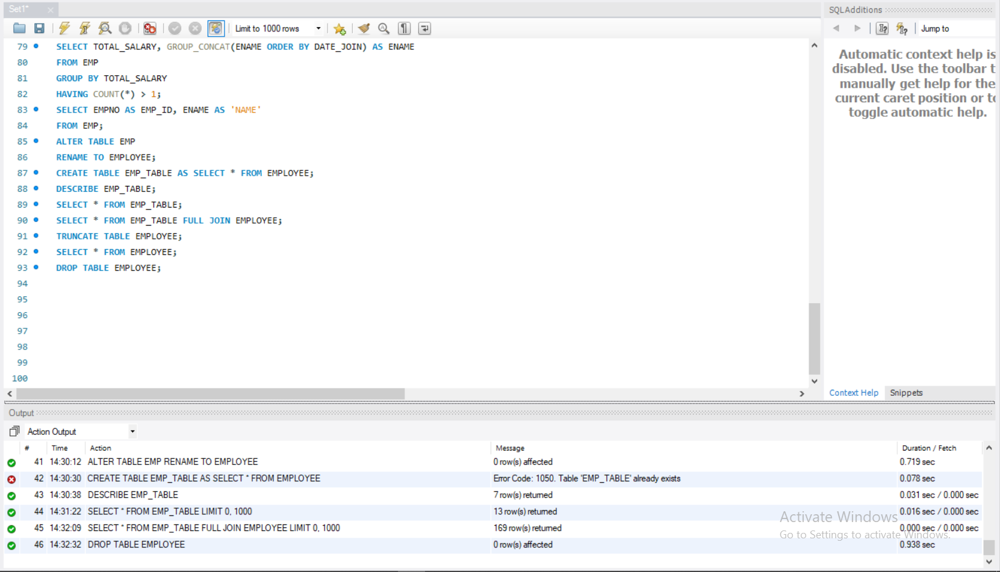 Set1*
SQLAdditions
Limit to 1000 rows
Jump to
79 SELECT TOTAL_SALARY, GROUP_CONCAT(ENAME ORDER BY DATE_JOIN) AS ENAME
80 FROM EMP
81 GROUP BY TOTAL_SALARY
82 HAVING COUNT(*) > 1;
83 SELECT EMPNO AS EMP_ID, ENAME AS 'NAME'
84 FROM EMP;
85 ALTER TABLE EMP
86 RENAME TO EMPLOYEE;
87 CREATE TABLE EMP_TABLE AS SELECT * FROM EMPLOYEE;
88 DESCRIBE EMP_TABLE;
89 SELECT * FROM EMP_TABLE;
90 SELECT * FROM EMP_TABLE FULL JOIN EMPLOYEE;
91 TRUNCATE TABLE EMPLOYEE;
92 SELECT * FROM EMPLOYEE;
93 DROP TABLE EMPLOYEE;
94
95
96
97
98
99
100
Automatic context help is
disabled. Use the toolbar t
manually get help for the
current caret position or to
toggle automatic help.
Context Help Snippets
Output
Action Output
# Time Action Message Duration / Fetch
41 14:30:12 ALTER TABLE EMP RENAME TO EMPLOYEE 0 row(s) affected 0.719 sec
42 14:30:30 CREATE TABLE EMP_TABLE AS SELECT * FROM EMPLOYEE Error Code: 1050. Table 'EMP_TABLE' already exists 0.078 sec
43 14:30:38 DESCRIBE EMP_TABLE 7 row(s) returned 0.031 sec / 0.000 sec
44 14:31:22 SELECT * FROM EMP_TABLE LIMIT 0, 1000 13 row(s) returned 0.016 sec / 0.000 sec
45 14:32:09 SELECT * FROM EMP_TABLE FULL JOIN EMPLOYEE LIMIT 0, 1000 169 row(s) returned 0.000 sec / 0.000 sec
46 14:32:32 DROP TABLE EMPLOYEE 0 row(s) affected 0.938 sec
Activate Windows
Go to Settings to activate Windows.